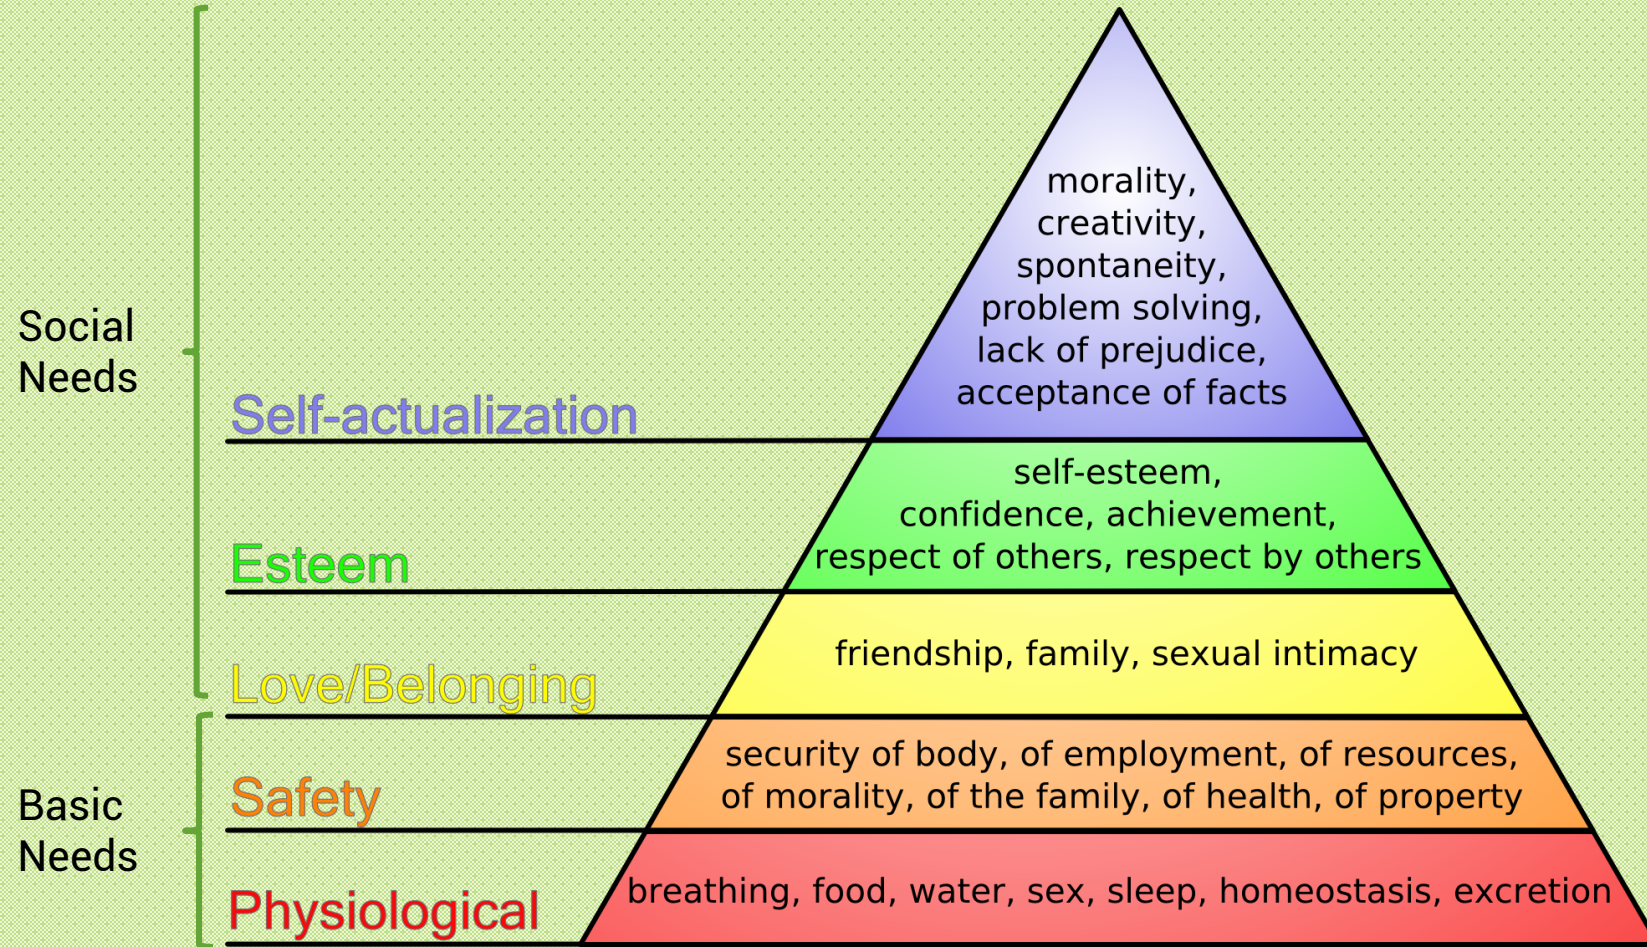 Social
Needs
Self-actualization
morality,
creativity,
spontaneity,
problem solving,
lack of prejudice,
acceptance of facts
Esteem
self-esteem,
confidence, achievement,
respect of others, respect by others
Love/Belonging
friendship, family, sexual intimacy
Basic
Needs
Safety
security of body, of employment, of resources,
of morality, of the family, of health, of property
Physiological
breathing, food, water, sex, sleep, homeostasis, excretion